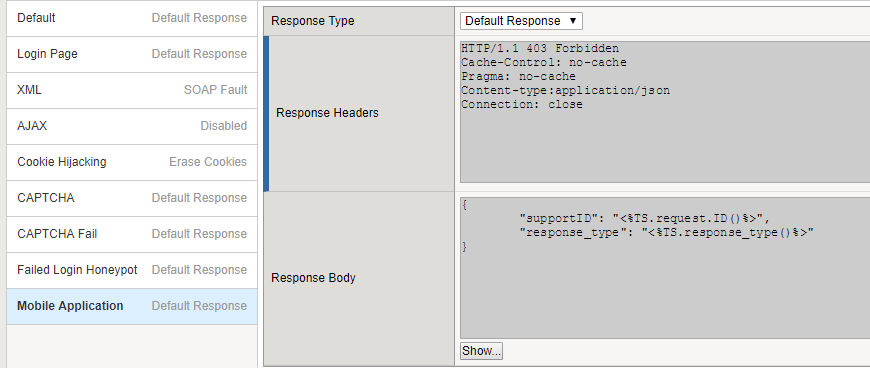 Default Default Response
Login Page Default Response
XML SOAP Fault
AJAX Disabled
Cookie Hijacking Erase Cookies
CAPTCHA Default Response
CAPTCHA Fail Default Response
Failed Login Honeypot Default Response
Mobile Application Default Response
Response Type Default Response ▼
Response Headers
HTTP/1.1 403 Forbidden
Cache-Control: no-cache
Pragma: no-cache
Content-type:application/json
Connection: close
Response Body
{
"supportID": "<%TS.request.ID()%>",
"response_type": "<%TS.response_type()%>"
}
Show...